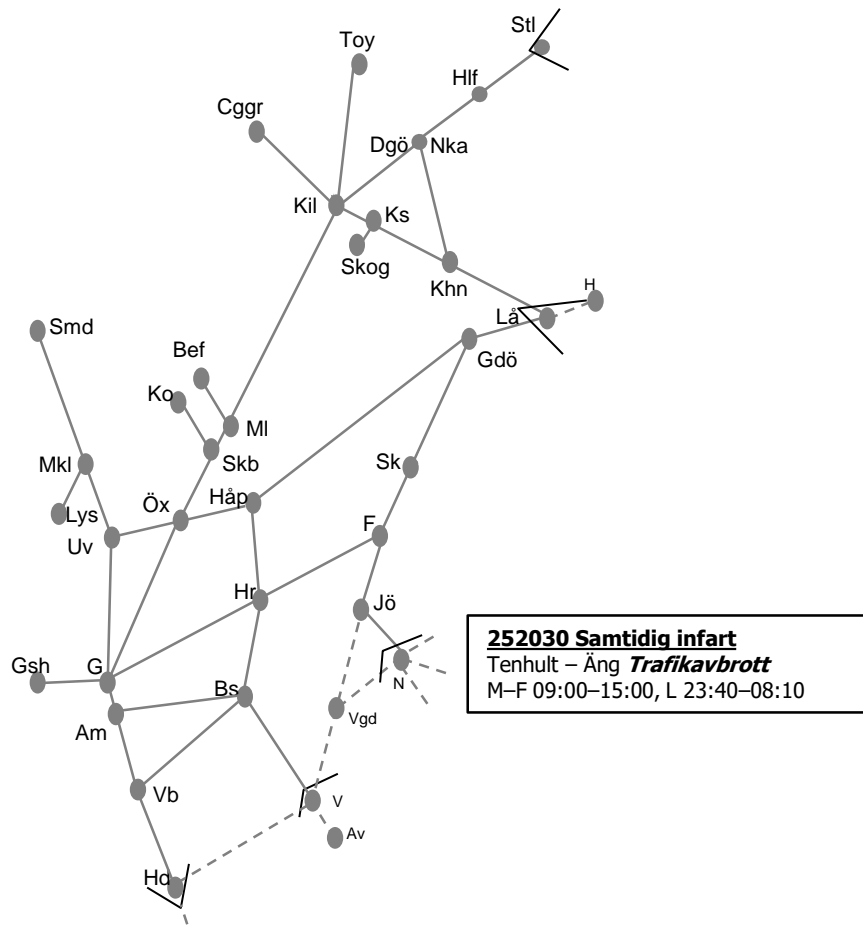 Stl
Toy
Hlf
Cggr
Dgö
Nka
Kil
Ks
Skog
Khn
H
Lå
Smd
Bef
Gdö
Ko
Ml
Skb
Sk
Mkl
Håp
Öx
Lys
F
Uv
Hr
Jö
252030 Samtidig infart
Tenhult – Äng Trafikavbrott
M–F 09:00–15:00, L 23:40–08:10
Gsh
G
Bs
N
Am
Vgd
Vb
V
Av
Hd